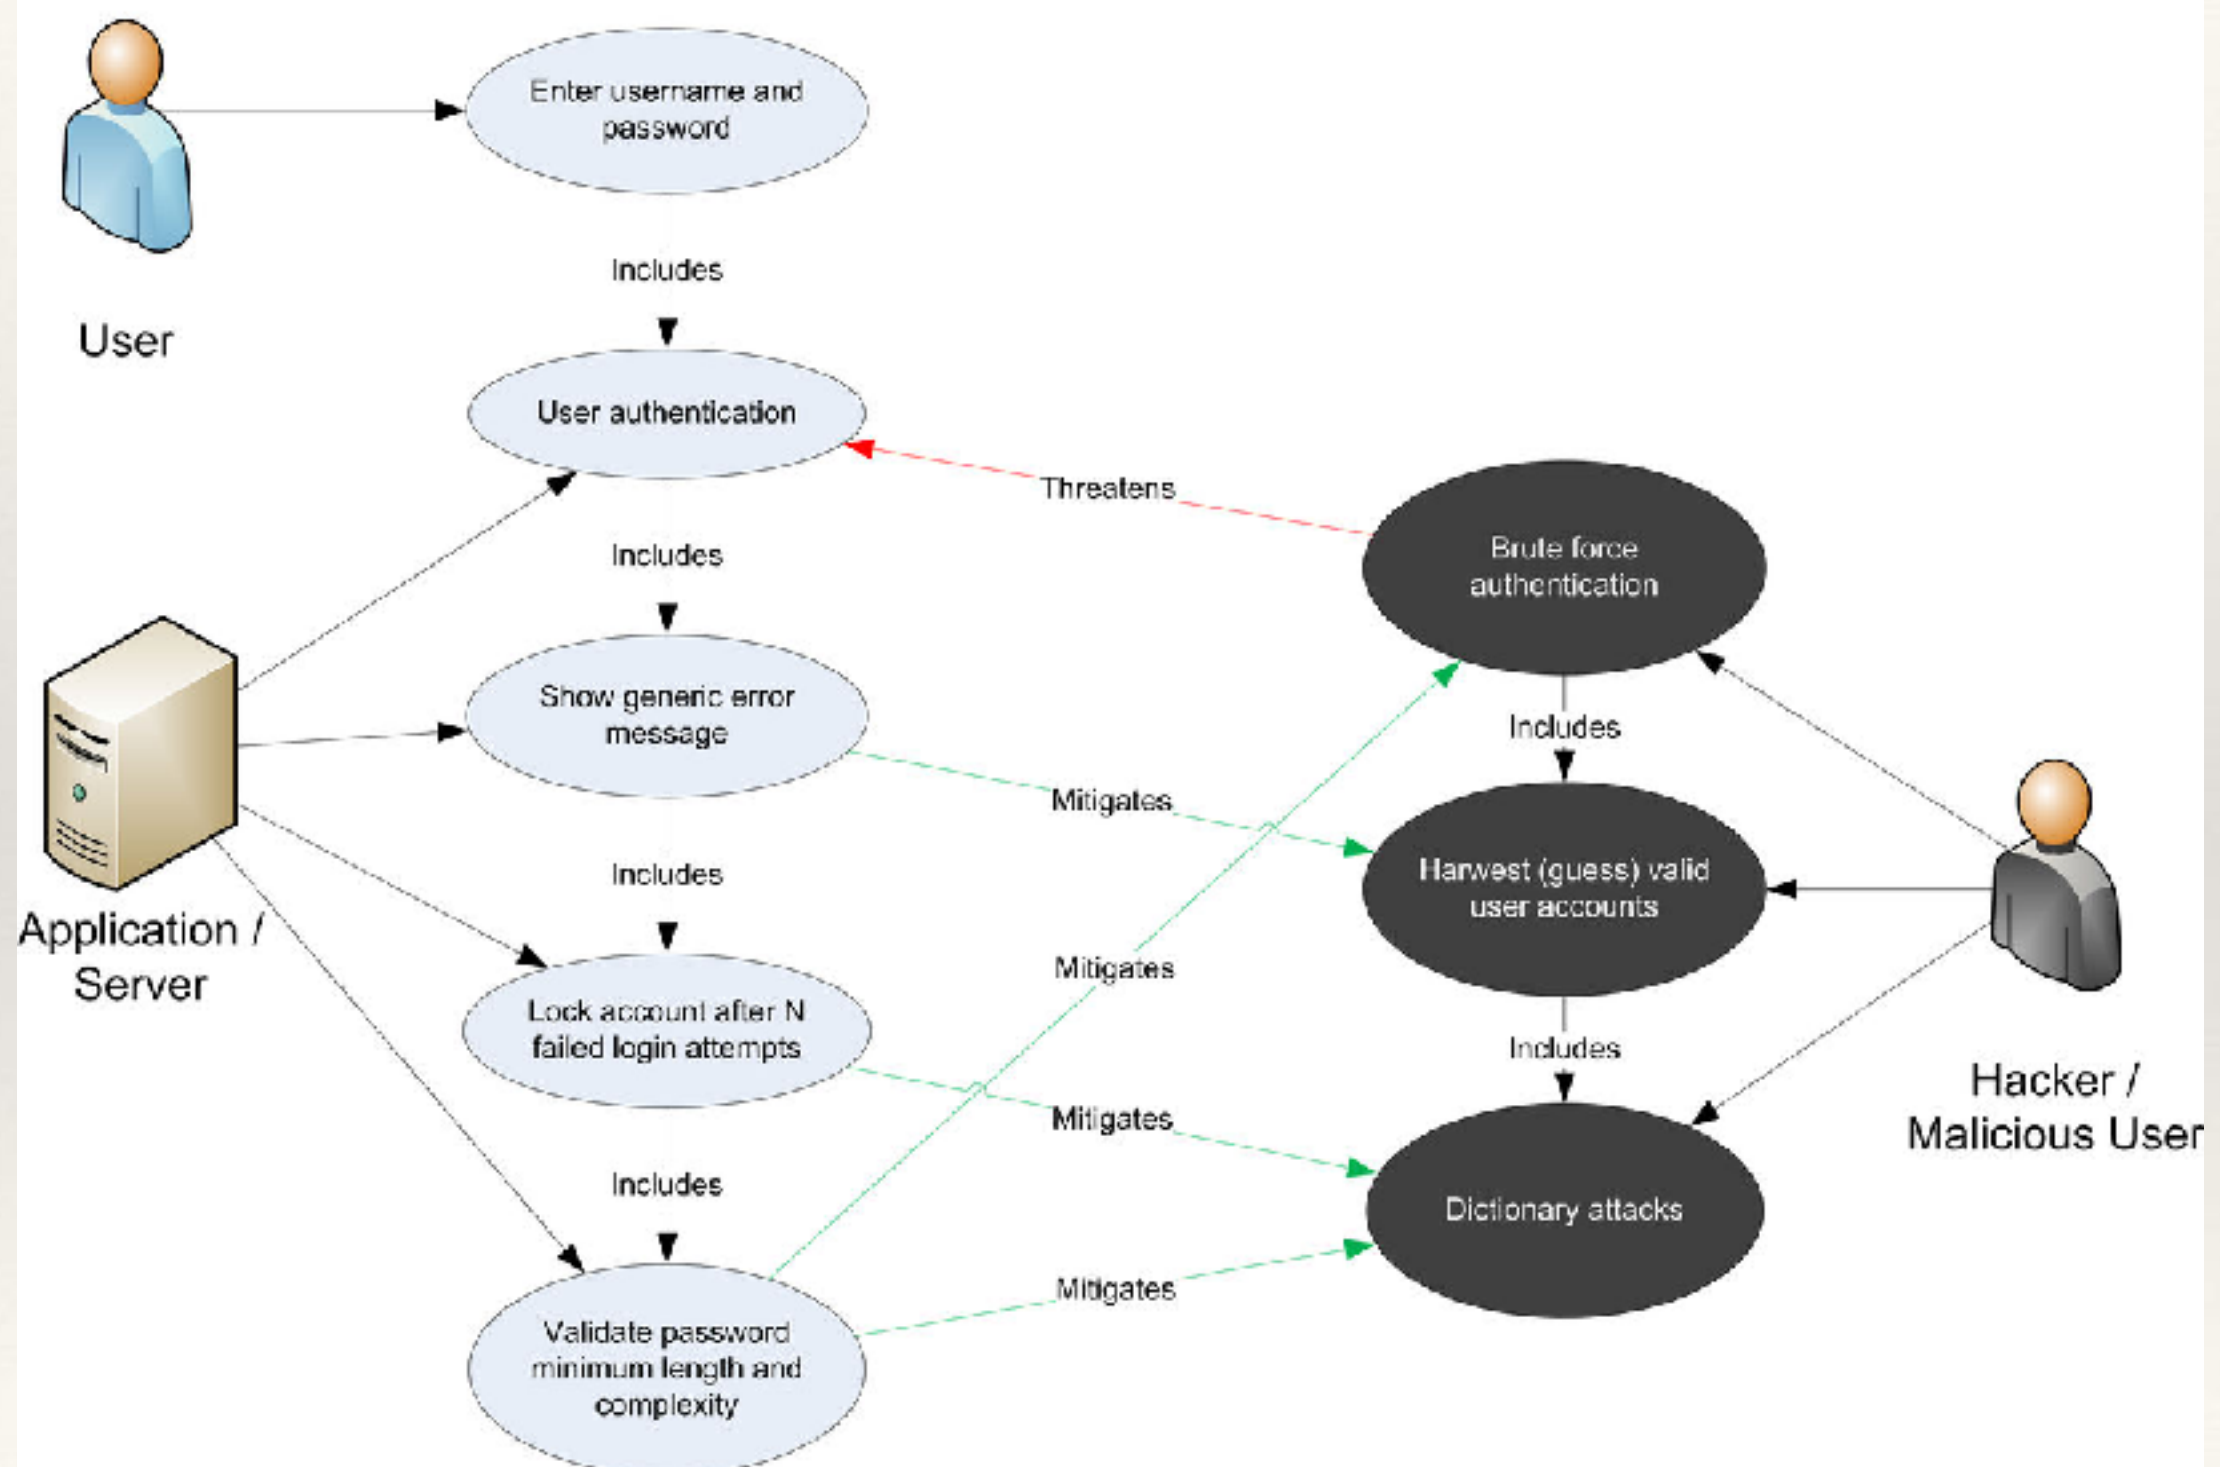 Enter username and
password
Includes
User
User authentication
Threatens
Includes
Brute force
authentication
Show generic error
message
Includes
Mitigates
Includes
Harwest (guess) valid
user accounts
Application /
Server
Mitigates
Lock account after N
failed login attempts
Includes
Hacker /
Malicious User
Mitigates
Includes
Dictionary attacks
Mitigates
Validate password
minimum length and
complexity